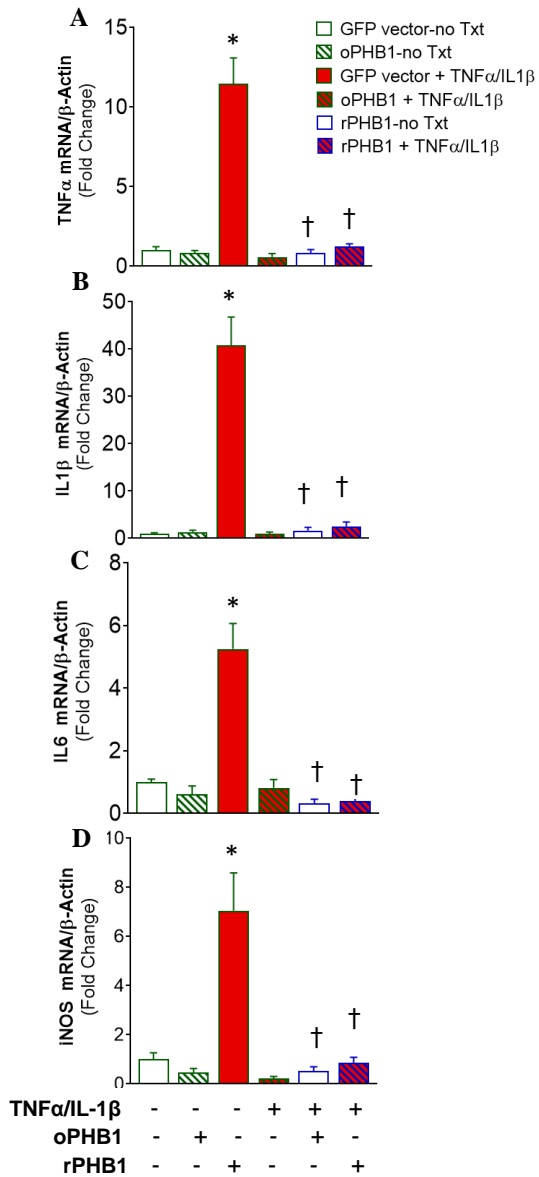 A
15
10
5
0
TNFα mRNA/β-Actin
(Fold Change)
*
†
†
GFP vector-no Txt
oPHB1-no Txt
GFP vector + TNFα/IL1β
oPHB1 + TNFα/IL1β
rPHB1-no Txt
rPHB1 + TNFα/IL1β
B
50
40
30
20
10
0
IL1β mRNA/β-Actin
(Fold Change)
*
†
†
C
8
6
4
2
0
IL6 mRNA/β-Actin
(Fold Change)
*
†
†
D
10
8
6
4
2
0
iNOS mRNA/β-Actin
(Fold Change)
*
†
†
TNFα/IL-1β - - - + + +
oPHB1 - + - - + -
rPHB1 - - + - - +